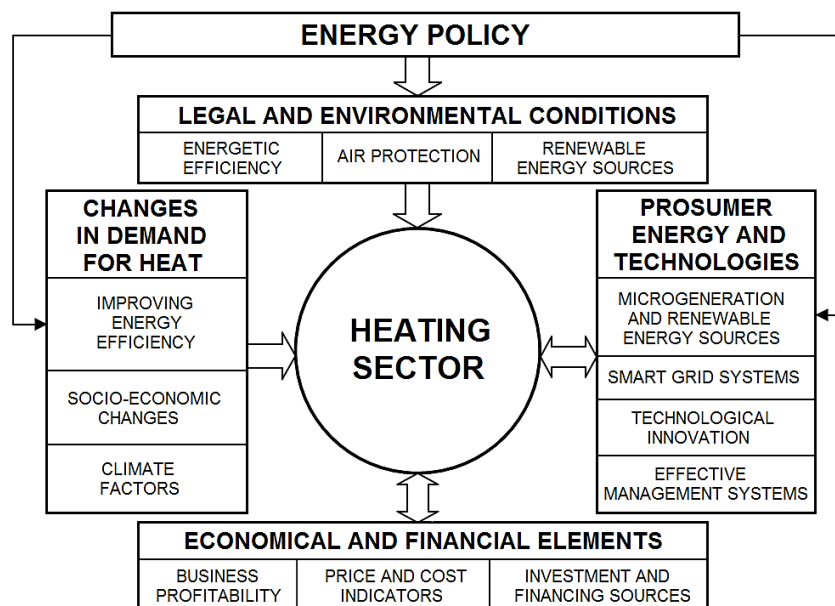 ENERGY POLICY
LEGAL AND ENVIRONMENTAL CONDITIONS
ENERGETIC
EFFICIENCY
AIR PROTECTION
RENEWABLE
ENERGY SOURCES
CHANGES
IN DEMAND
FOR HEAT
IMPROVING
ENERGY
EFFICIENCY
SOCIO-ECONOMIC
CHANGES
CLIMATE
FACTORS
HEATING
SECTOR
PROSUMER
ENERGY AND
TECHNOLOGIES
MICROGENERATION
AND RENEWABLE
ENERGY SOURCES
SMART GRID SYSTEMS
TECHNOLOGICAL
INNOVATION
EFFECTIVE
MANAGEMENT SYSTEMS
ECONOMICAL AND FINANCIAL ELEMENTS
BUSINESS
PROFITABILITY
PRICE AND COST
INDICATORS
INVESTMENT AND
FINANCING SOURCES